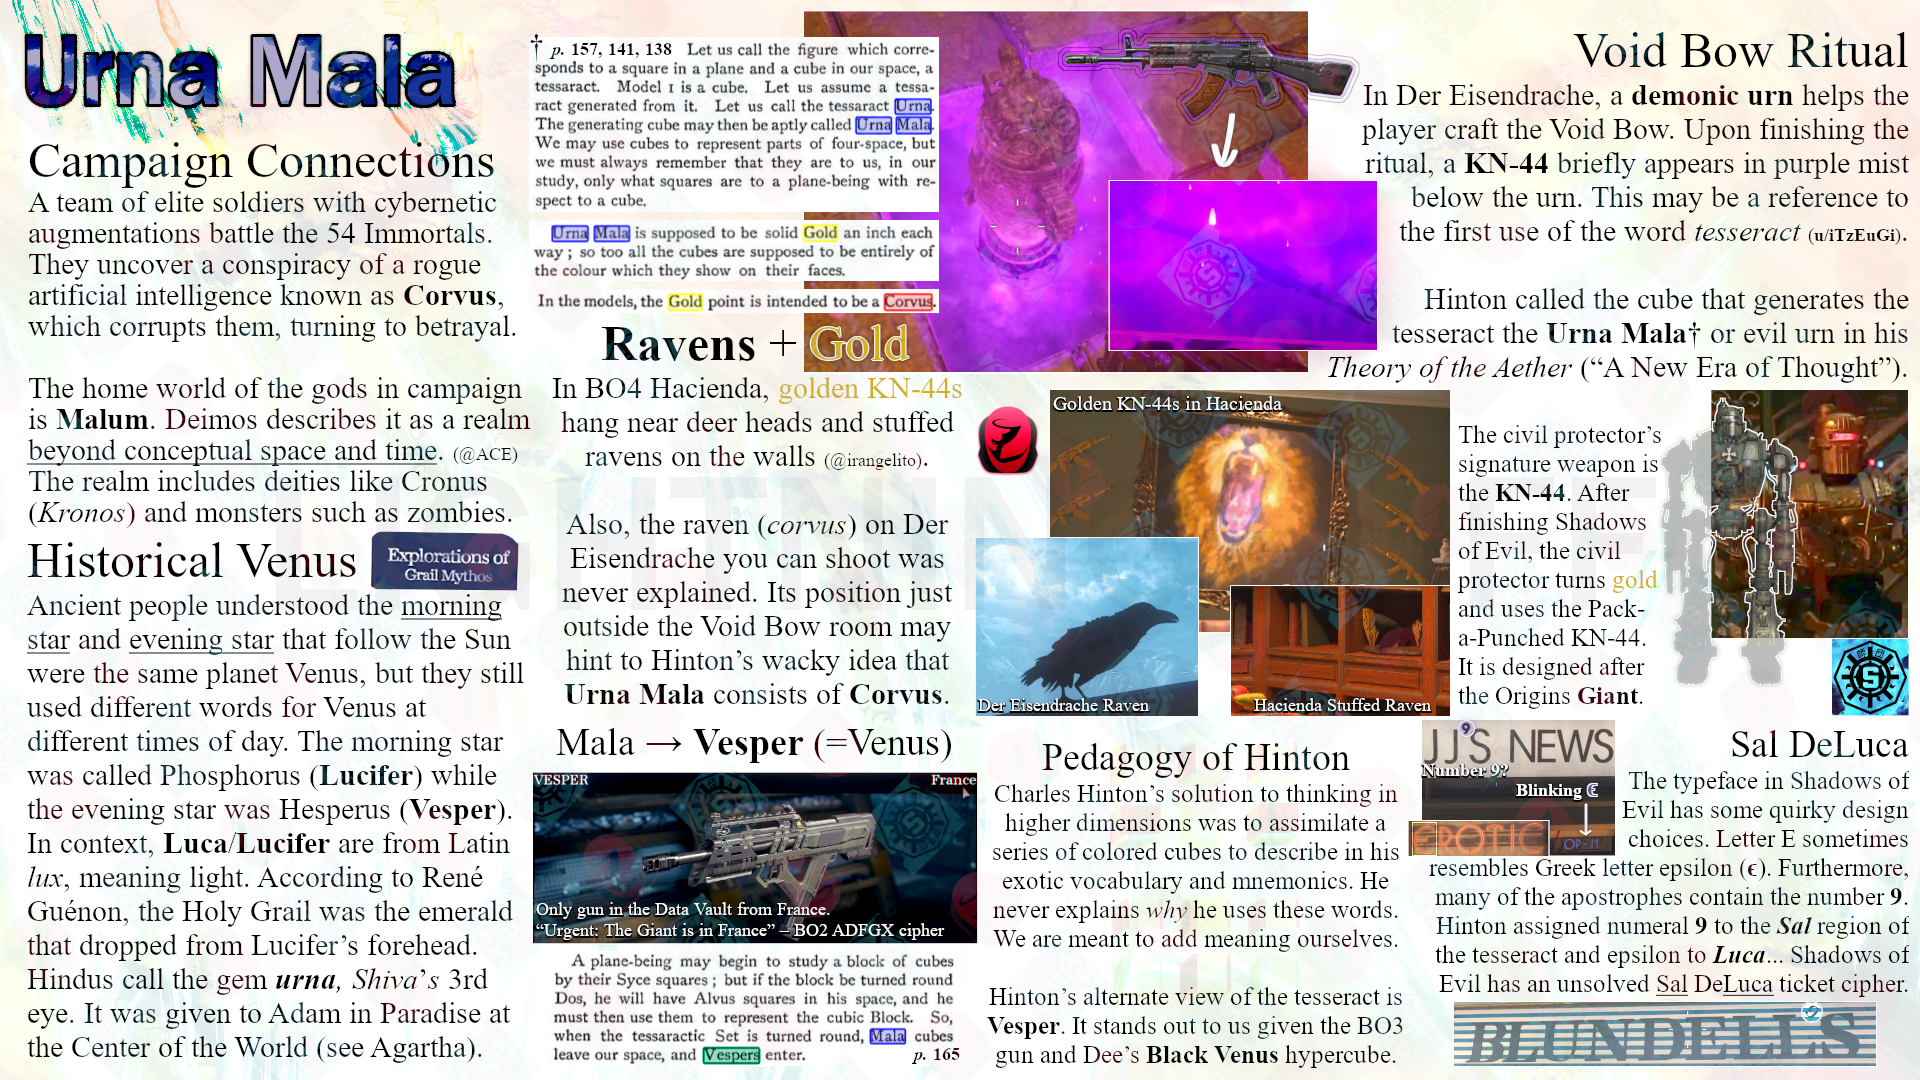 Urna Mala
Campaign Connections
A team of elite soldiers with cybernetic
augmentations battle the 54 Immortals.
They uncover a conspiracy of a rogue
artificial intelligence known as Corvus,
which corrupts them, turning to betrayal.
The home world of the gods in campaign
is Malum. Deimos describes it as a realm
beyond conceptual space and time. (@ACE)
The realm includes deities like Cronus
(Kronos) and monsters such as zombies.
Historical Venus
Explorations of
Grail Mythos
Ancient people understood the morning
star and evening star that follow the Sun
were the same planet Venus, but they still
used different words for Venus at
different times of day. The morning star
was called Phosphorus (Lucifer) while
the evening star was Hesperus (Vesper).
In context, Luca/Lucifer are from Latin
lux, meaning light. According to René
Guénon, the Holy Grail was the emerald
that dropped from Lucifer's forehead.
Hindus call the gem urna, Shiva's 3rd
eye. It was given to Adam in Paradise at
the Center of the World (see Agartha).
† p. 157, 141, 138 Let us call the figure which corre-
sponds to a square in a plane and a cube in our space, a
tessaract. Model 1 is a cube. Let us assume a tessa-
ract generated from it. Let us call the tessaract Urna.
The generating cube may then be aptly called Urna Mala.
We may use cubes to represent parts of four-space, but
we must always remember that they are to us, in our
study, only what squares are to a plane-being with re-
spect to a cube.
Urna Mala is supposed to be solid Gold an inch each
way; so too all the cubes are supposed to be entirely of
the colour which they show on their faces.
In the models, the Gold point is intended to be a Corvus.
Ravens + Gold
In BO4 Hacienda, golden KN-44s
hang near deer heads and stuffed
ravens on the walls (@irangelito).
Also, the raven (corvus) on Der
Eisendrache you can shoot was
never explained. Its position just
outside the Void Bow room may
hint to Hinton's wacky idea that
Urna Mala consists of Corvus.
Mala → Vesper (=Venus)
VESPER
France
Only gun in the Data Vault from France.
“Urgent: The Giant is in France” – BO2 ADFGX cipher
A plane-being may begin to study a block of cubes
by their Syce squares; but if the block be turned round
Dos, he will have Alvus squares in his space, and he
must then use them to represent the cubic Block. So,
when the tessaractic Set is turned round, Mala cubes
leave our space, and Vespers enter. p. 165
Void Bow Ritual
In Der Eisendrache, a demonic urn helps the
player craft the Void Bow. Upon finishing the
ritual, a KN-44 briefly appears in purple mist
below the urn. This may be a reference to
the first use of the word tesseract (u/iTzEuGi).
Hinton called the cube that generates the
tesseract the Urna Mala† or evil urn in his
Theory of the Aether (“A New Era of Thought”).
Golden KN-44s in Hacienda
Der Eisendrache Raven
Hacienda Stuffed Raven
The civil protector's
signature weapon is
the KN-44. After
finishing Shadows
of Evil, the civil
protector turns gold
and uses the Pack-
a-Punched KN-44.
It is designed after
the Origins Giant.
S
Pedagogy of Hinton
Charles Hinton's solution to thinking in
higher dimensions was to assimilate a
series of colored cubes to describe in his
exotic vocabulary and mnemonics. He
never explains why he uses these words.
We are meant to add meaning ourselves.
Hinton's alternate view of the tesseract is
Vesper. It stands out to us given the BO3
gun and Dee's Black Venus hypercube.
9
JJ'S NEWS
Number 9?
Blinking Є
EROTIC
OP N
Sal DeLuca
The typeface in Shadows of
Evil has some quirky design
choices. Letter E sometimes
resembles Greek letter epsilon (ϵ). Furthermore,
many of the apostrophes contain the number 9.
Hinton assigned numeral 9 to the Sal region of
the tesseract and epsilon to Luca... Shadows of
Evil has an unsolved Sal DeLuca ticket cipher.
BLUNDELL'S